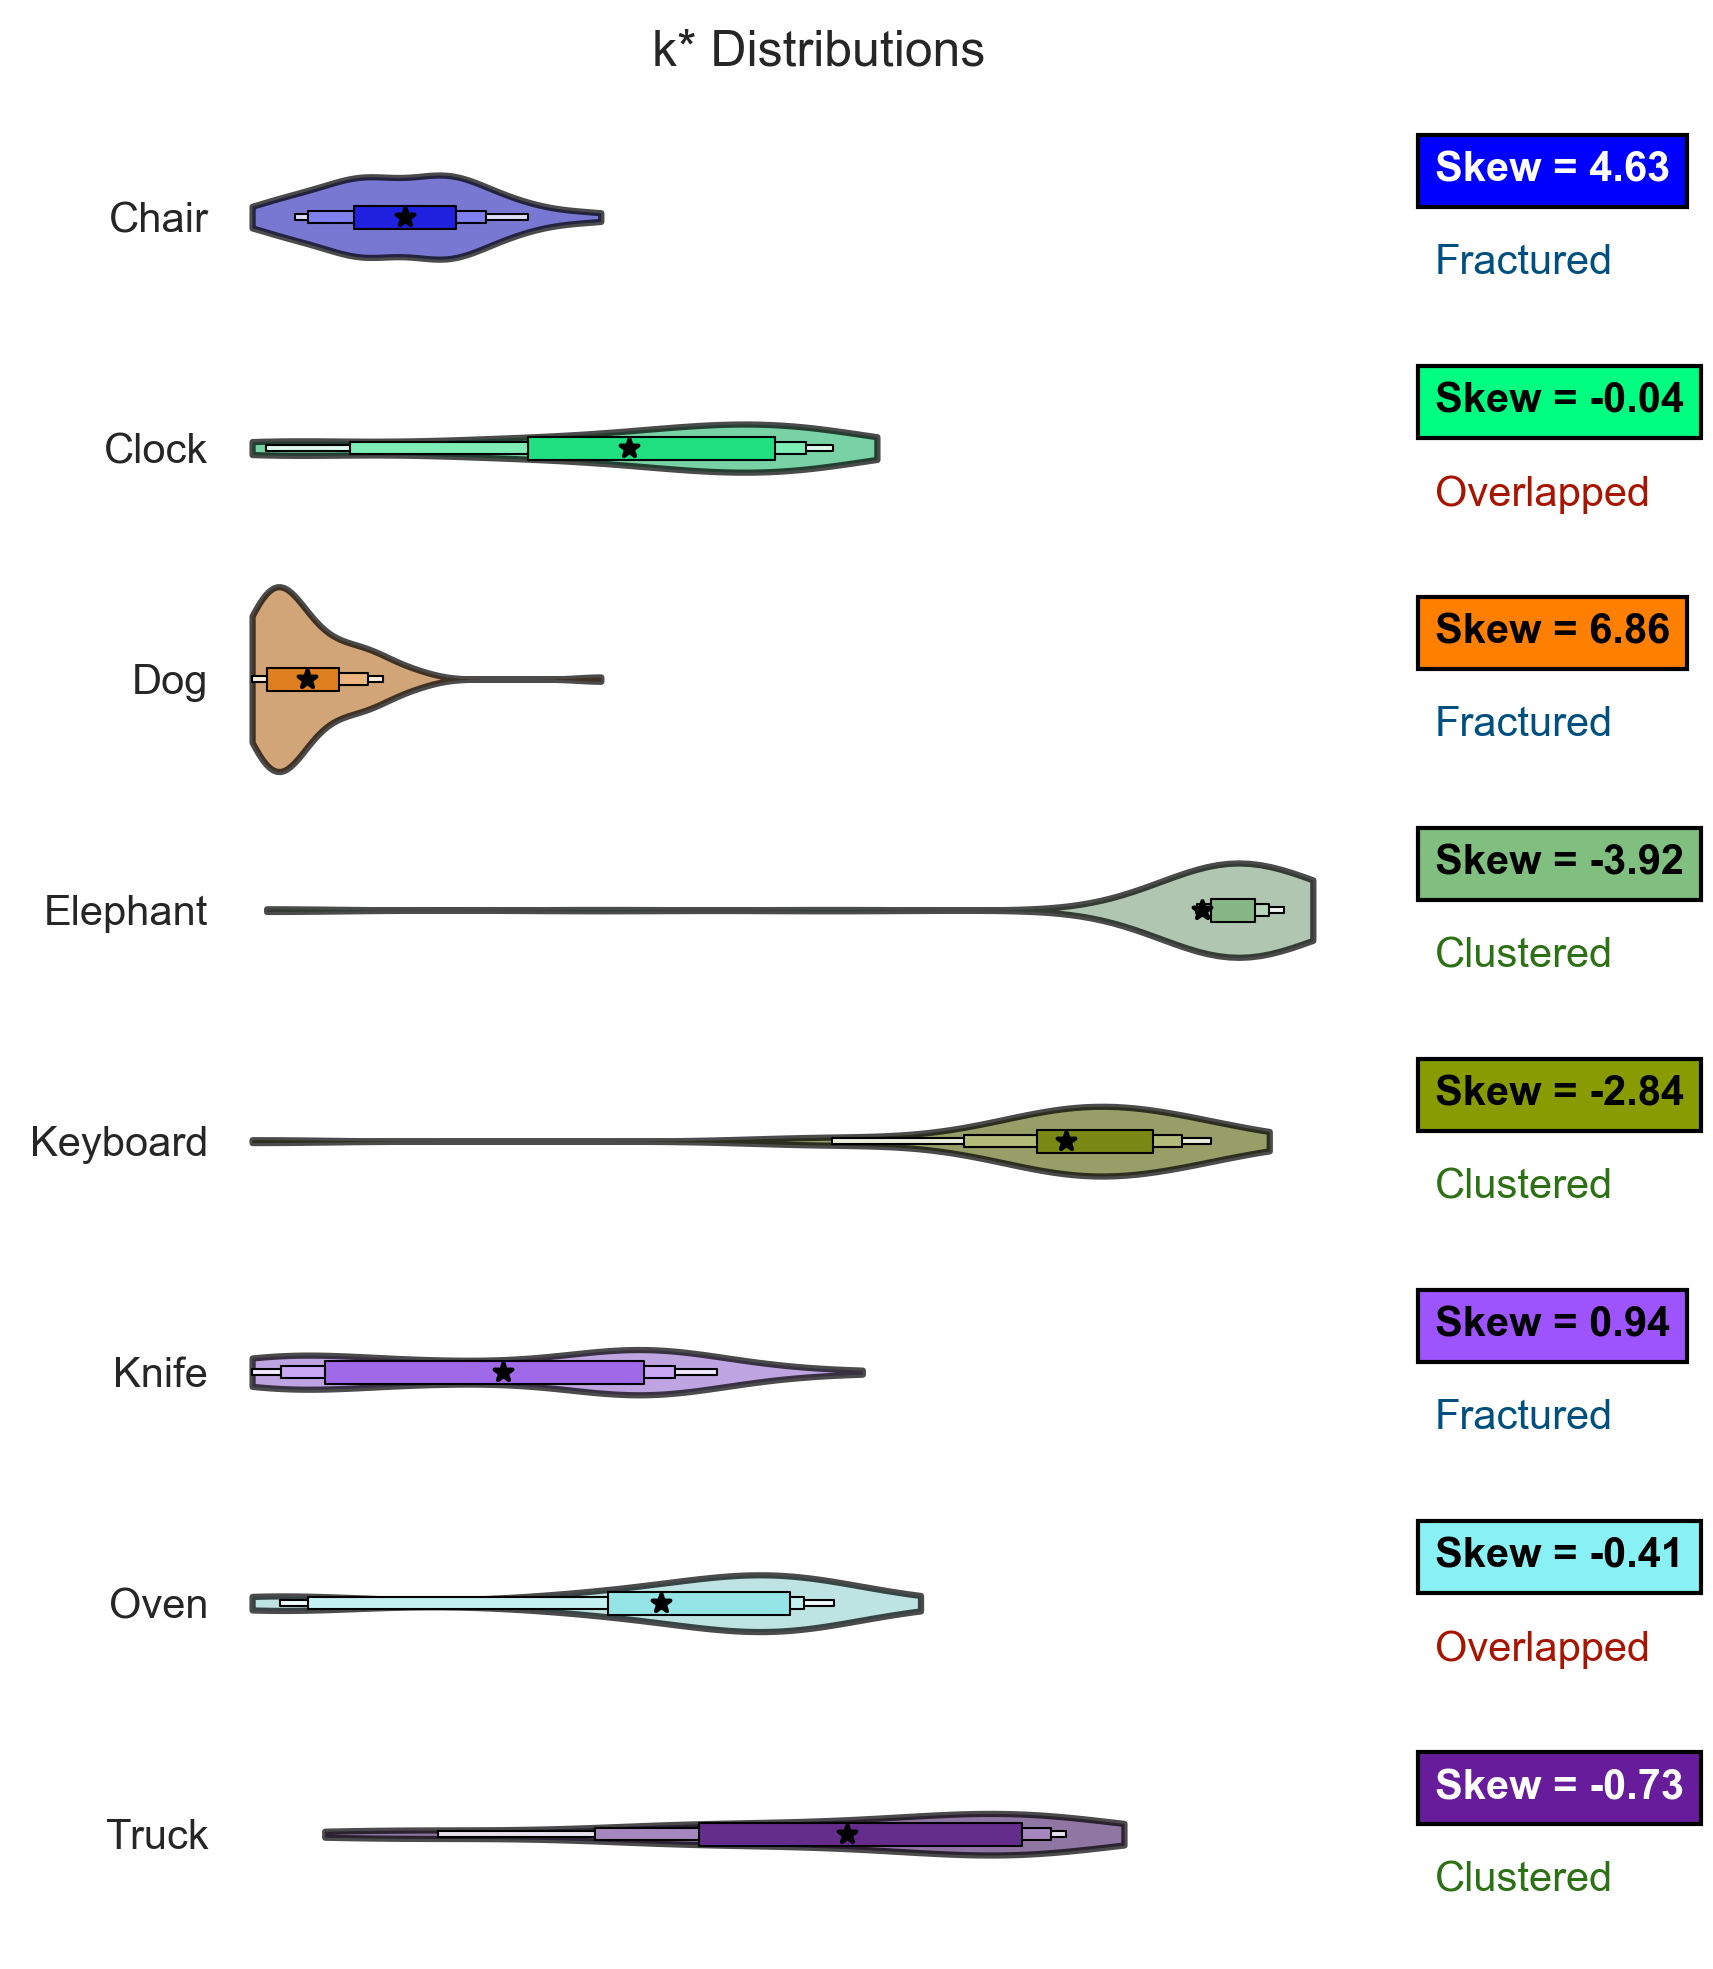 k* Distributions
Chair
Skew = 4.63
Fractured
Clock
Skew = -0.04
Overlapped
Dog
Skew = 6.86
Fractured
Elephant
Skew = -3.92
Clustered
Keyboard
Skew = -2.84
Clustered
Knife
Skew = 0.94
Fractured
Oven
Skew = -0.41
Overlapped
Truck
Skew = -0.73
Clustered